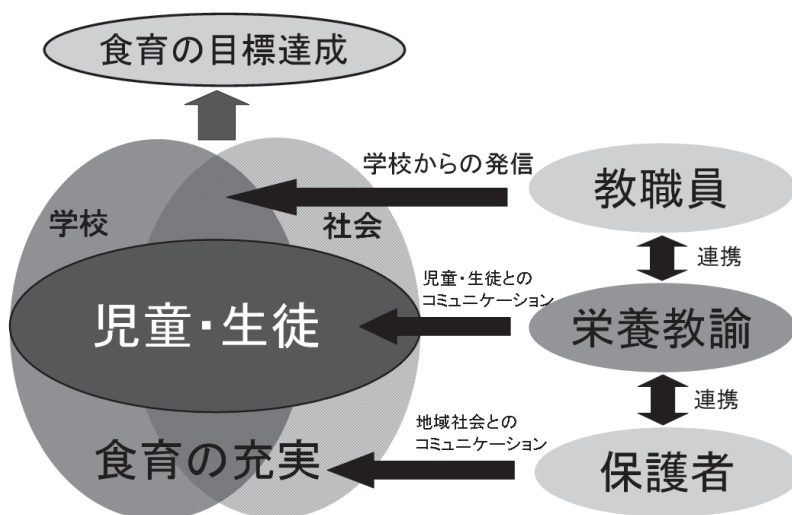 食育の目標達成
学校からの発信
教職員
学校
社会
連携
児童・生徒との
コミュニケーション
児童・生徒
栄養教諭
連携
地域社会との
コミュニケーション
食育の充実
保護者